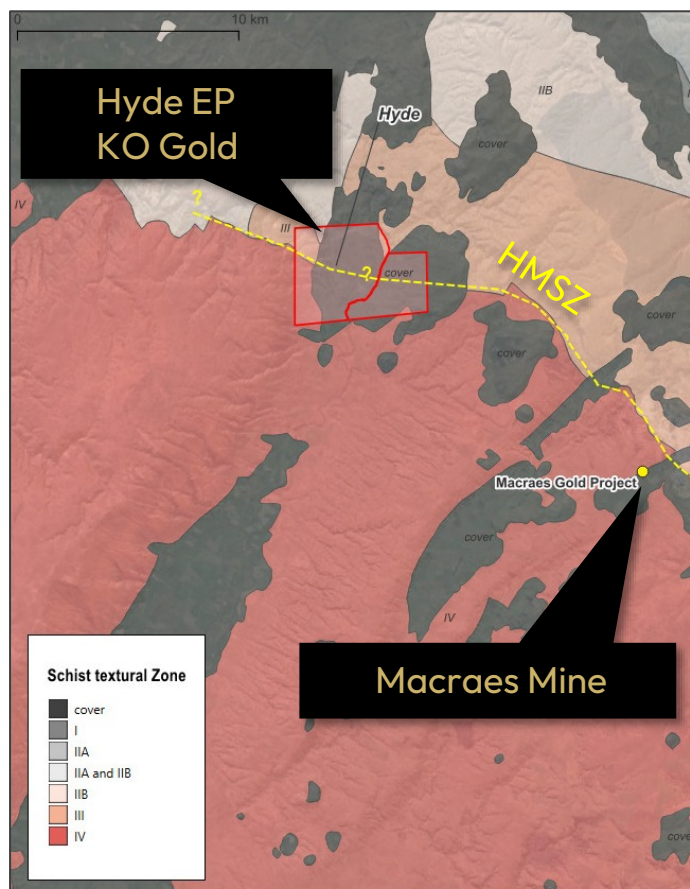 0 10 km
Hyde EP
KO Gold
Hyde
IIB
cover
IV
?
III
?
cover
HMSZ
cover
cover
Macraes Gold Project
cover
IV
Macraes Mine
Schist textural Zone
cover
I
IIA
IIA and IIB
IIB
III
IV
cove